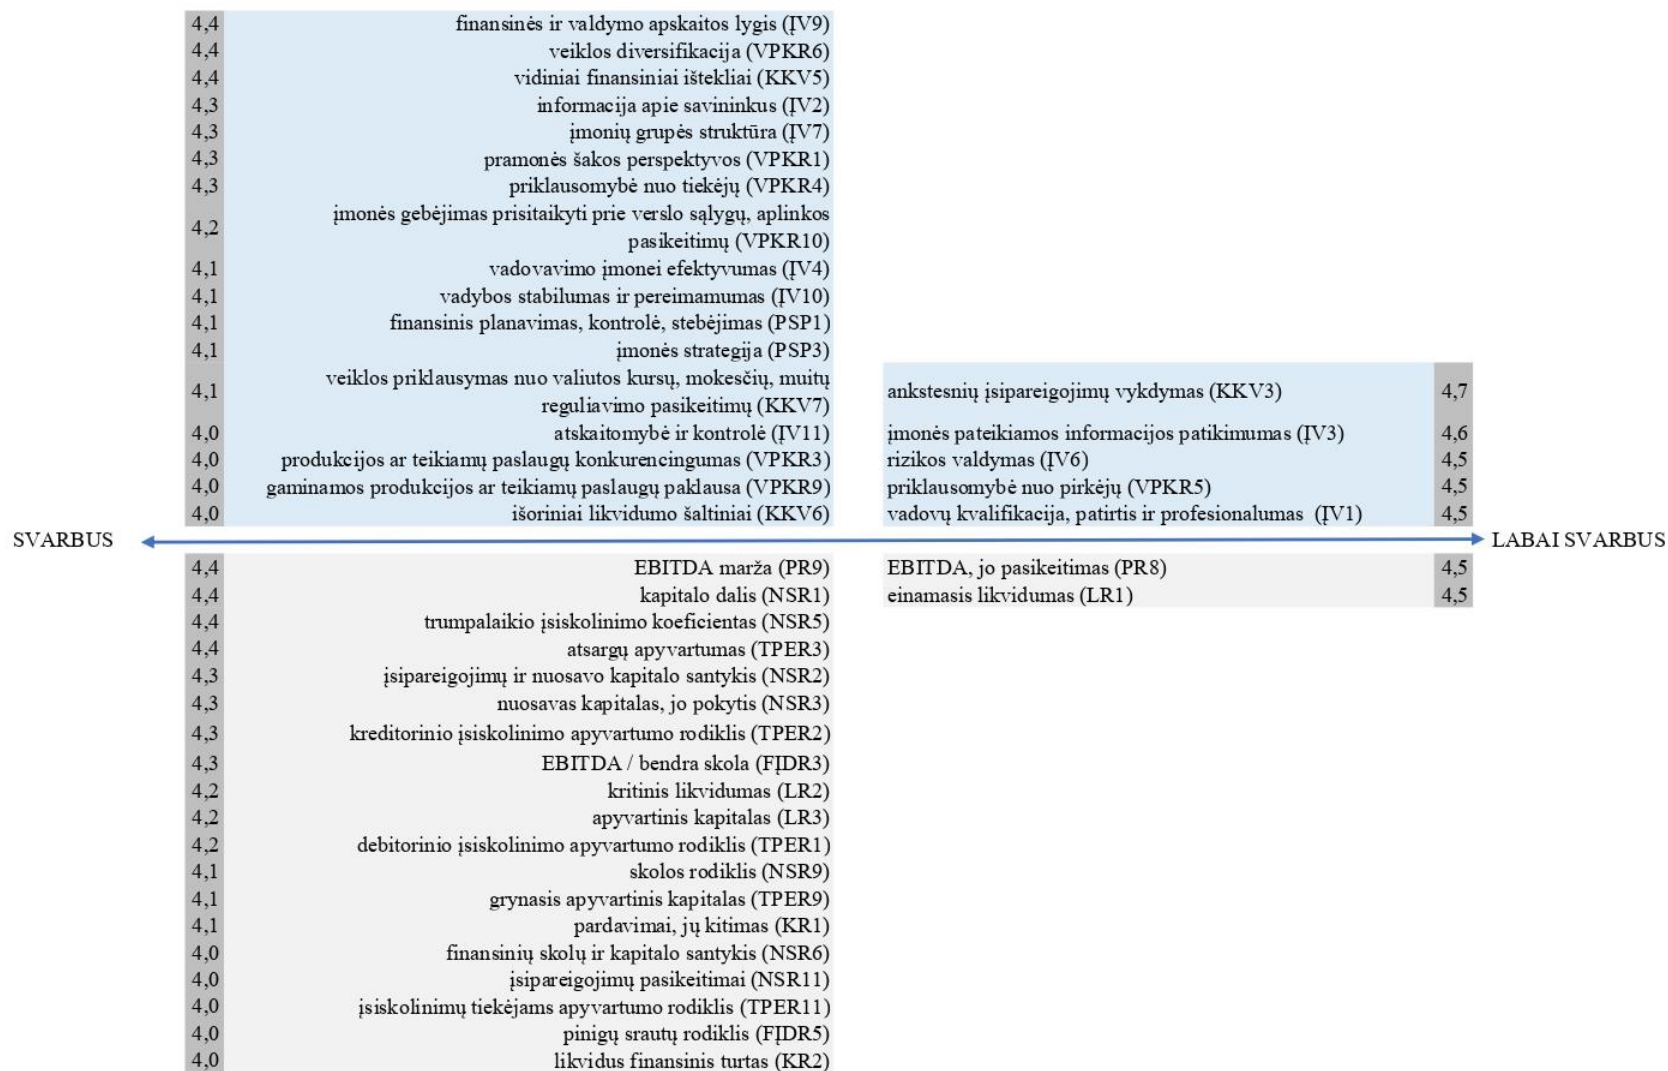 4,4 finansinės ir valdymo apskaitos lygis (ĮV9)
4,4 veiklos diversifikacija (VPKR6)
4,4 vidiniai finansiniai ištekliai (KKV5)
4,3 informacija apie savininkus (ĮV2)
4,3 įmonių grupės struktūra (ĮV7)
4,3 pramonės šakos perspektyvos (VPKR1)
4,3 priklausomybė nuo tiekėjų (VPKR4)
4,2 įmonės gebėjimas prisitaikyti prie verslo sąlygų, aplinkos
pasikeitimų (VPKR10)
4,1 vadovavimo įmonei efektyvumas (ĮV4)
4,1 vadybos stabilumas ir pereimamumas (ĮV10)
4,1 finansinis planavimas, kontrolė, stebėjimas (PSP1)
4,1 įmonės strategija (PSP3)
4,1 veiklos priklausymas nuo valiutos kursų, mokesčių, muitų
reguliavimo pasikeitimų (KKV7)
4,0 atskaitomybė ir kontrolė (ĮV11)
4,0 produkcijos ar teikiamų paslaugų konkurencingumas (VPKR3)
4,0 gaminamos produkcijos ar teikiamų paslaugų paklausa (VPKR9)
4,0 išoriniai likvidumo šaltiniai (KKV6)
ankstesnių įsipareigojimų vykdymas (KKV3) 4,7
įmonės pateikiamos informacijos patikimumas (ĮV3) 4,6
rizikos valdymas (ĮV6) 4,5
priklausomybė nuo pirkėjų (VPKR5) 4,5
vadovų kvalifikacija, patirtis ir profesionalumas (ĮV1) 4,5
SVARBUS
LABAI SVARBUS
4,4 EBITDA marža (PR9)
4,4 kapitalo dalis (NSR1)
4,4 trumpalaikio įsiskolinimo koeficientas (NSR5)
4,4 atsargų apyvartumas (TPER3)
4,3 įsipareigojimų ir nuosavo kapitalo santykis (NSR2)
4,3 nuosavas kapitalas, jo pokytis (NSR3)
4,3 kreditorinio įsiskolinimo apyvartumo rodiklis (TPER2)
4,3 EBITDA / bendra skola (FĮDR3)
4,2 kritinis likvidumas (LR2)
4,2 apyvartinis kapitalas (LR3)
4,2 debitorinio įsiskolinimo apyvartumo rodiklis (TPER1)
4,1 skolos rodiklis (NSR9)
4,1 grynasis apyvartinis kapitalas (TPER9)
4,1 pardavimai, jų kitimas (KR1)
4,0 finansinių skolų ir kapitalo santykis (NSR6)
4,0 įsipareigojimų pasikeitimai (NSR11)
4,0 įsiskolinimų tiekėjams apyvartumo rodiklis (TPER11)
4,0 pinigų srautų rodiklis (FĮDR5)
4,0 likvidus finansinis turtas (KR2)
EBITDA, jo pasikeitimas (PR8) 4,5
einamasis likvidumas (LR1) 4,5